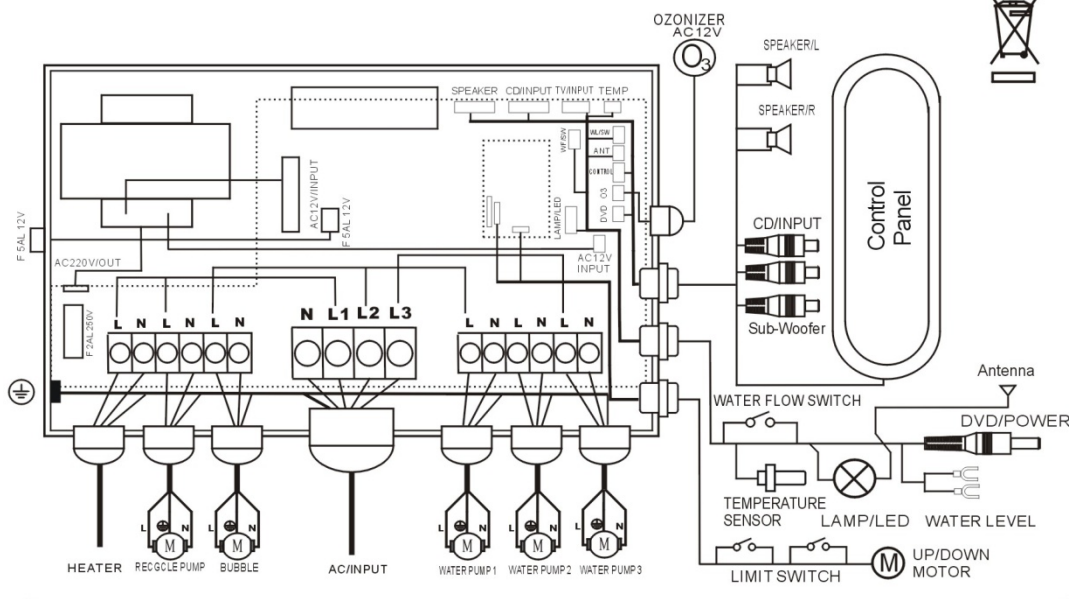 OZONIZER
AC12V
O3
SPEAKER/L
SPEAKER/R
SPEAKER CD/INPUT TV/INPUT TEMP
WF/SW
WL/SW
ANT
CONTROL
O3
DVD
LAMP/LED
AC12V/INPUT
F 5AL 12V
F 5AL 12V
AC12V
INPUT
AC220V/OUT
F 2AL 250V
L N L N L N
N L1 L2 L3
L N L N L N
CD/INPUT
Sub-Woofer
Control
Panel
Antenna
WATER FLOW SWITCH
DVD/POWER
TEMPERATURE
SENSOR
LAMP/LED
WATER LEVEL
L N
M
L N
M
L N
M
L N
M
L N
M
HEATER
RECGCLE PUMP
BUBBLE
AC/INPUT
WATER PUMP 1
WATER PUMP 2
WATER PUMP 3
LIMIT SWITCH
M
UP/DOWN
MOTOR